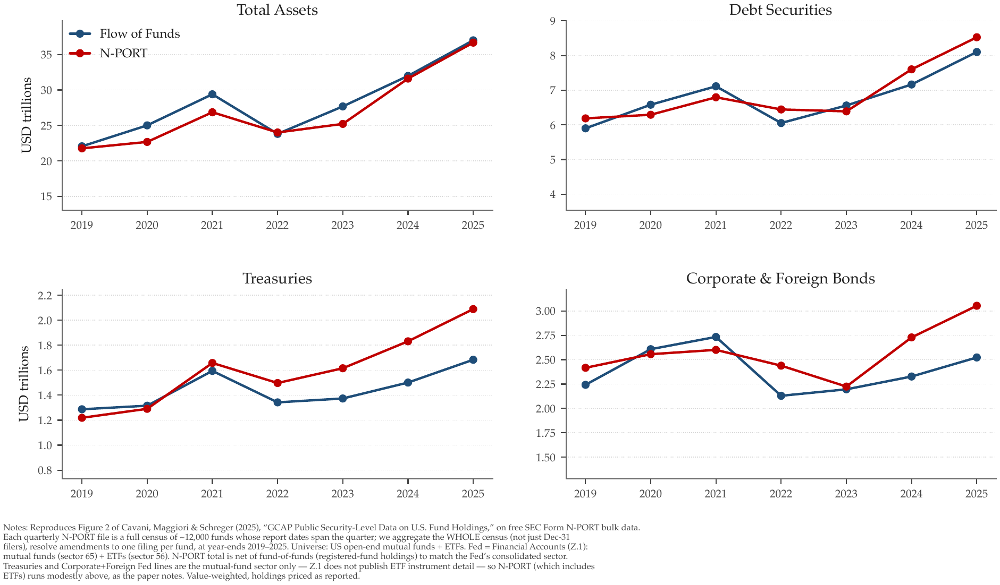 Total Assets
Flow of Funds
N-PORT
USD trillions
35
30
25
20
15
2019 2020 2021 2022 2023 2024 2025
Debt Securities
9
8
7
6
5
4
2019 2020 2021 2022 2023 2024 2025
Treasuries
USD trillions
2.2
2.0
1.8
1.6
1.4
1.2
1.0
0.8
2019 2020 2021 2022 2023 2024 2025
Corporate & Foreign Bonds
3.00
2.75
2.50
2.25
2.00
1.75
1.50
2019 2020 2021 2022 2023 2024 2025
Notes: Reproduces Figure 2 of Cavani, Maggiori & Schreger (2025), “GCAP Public Security-Level Data on U.S. Fund Holdings,” on free SEC Form N-PORT bulk data.
Each quarterly N-PORT file is a full census of ~12,000 funds whose report dates span the quarter; we aggregate the WHOLE census (not just Dec-31
filers), resolve amendments to one filing per fund, at year-ends 2019–2025. Universe: US open-end mutual funds + ETFs. Fed = Financial Accounts (Z.1):
mutual funds (sector 65) + ETFs (sector 56). N-PORT total is net of fund-of-funds (registered-fund holdings) to match the Fed’s consolidated sector.
Treasuries and Corporate+Foreign Fed lines are the mutual-fund sector only — Z.1 does not publish ETF instrument detail — so N-PORT (which includes
ETFs) runs modestly above, as the paper notes. Value-weighted, holdings priced as reported.